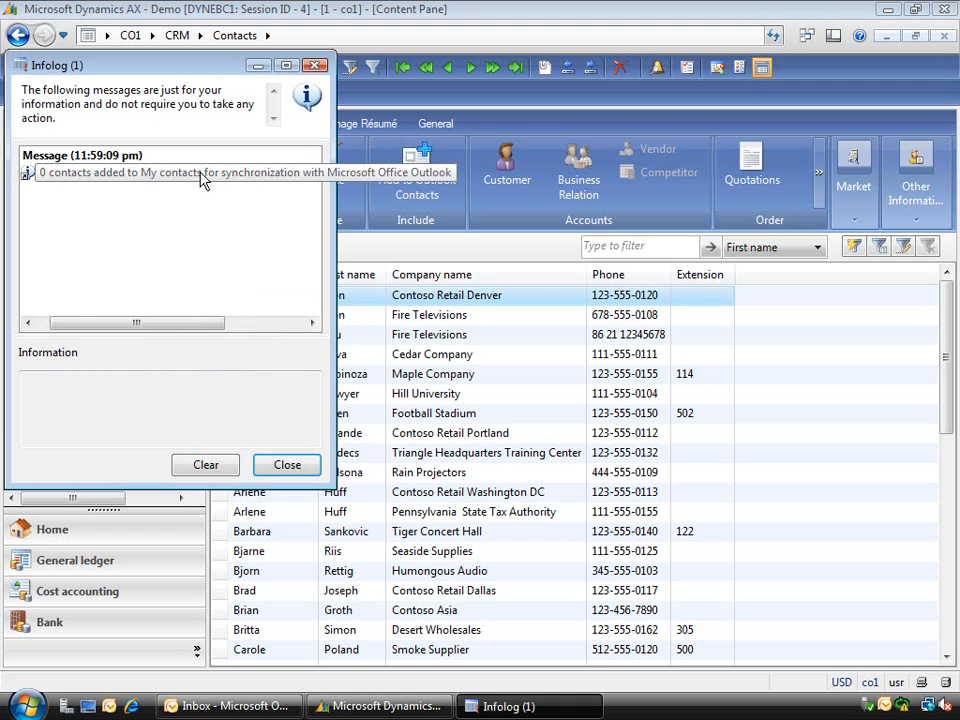 Microsoft Dynamics AX - Demo [DYNEBC1: Session ID - 4] - [1 - co1] - [Content Pane]
CO1 CRM Contacts
Infolog (1)
The following messages are just for your
information and do not require you to take any
action.
Message (11:59:09 pm)
0 contacts added to My contacts for synchronization with Microsoft Office Outlook
Information
Clear Close
Résumé General
Contacts
Include
Customer
Business
Relation
Vendor
Competitor
Accounts
Quotations
Order
Market
Other
Informati...
Type to filter First name
Company name Phone Extension
Contoso Retail Denver 123-555-0120
Fire Televisions 678-555-0108
Fire Televisions 86 21 12345678
Cedar Company 111-555-0111
Maple Company 123-555-0155 114
Hill University 111-555-0104
Football Stadium 123-555-0150 502
Contoso Retail Portland 123-555-0112
Triangle Headquarters Training Center 123-555-0132
Rain Projectors 444-555-0109
Arlene Huff Contoso Retail Washington DC 123-555-0113
Arlene Huff Pennsylvania State Tax Authority 111-555-0155
Barbara Sankovic Tiger Concert Hall 123-555-0140 122
Bjarne Riis Seaside Supplies 111-555-0125
Bjorn Rettig Humongous Audio 345-555-0103
Brad Joseph Contoso Retail Dallas 123-555-0117
Brian Groth Contoso Asia 123-456-7890
Britta Simon Desert Wholesales 123-555-0162 305
Carole Poland Smoke Supplier 512-555-0120 500
Home
General ledger
Cost accounting
Bank
USD co1 usr
Inbox - Microsoft O... Microsoft Dynamics... Infolog (1)